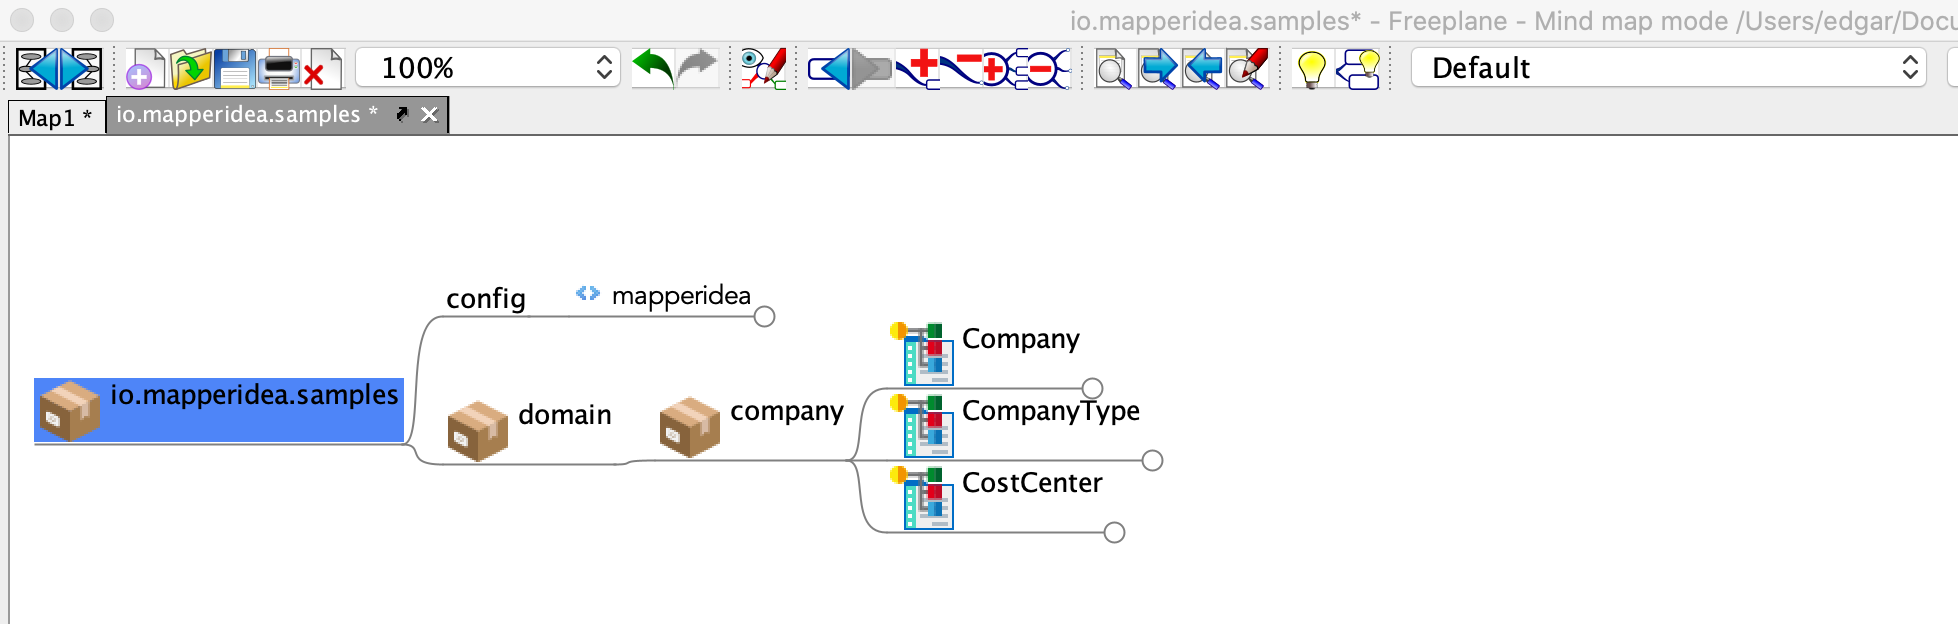 io.mapperidea.samples* - Freeplane - Mind map mode /Users/edgar/Docu
100%
Default
Map1 *
io.mapperidea.samples *
config
mapperidea
Company
io.mapperidea.samples
domain
company
CompanyType
CostCenter